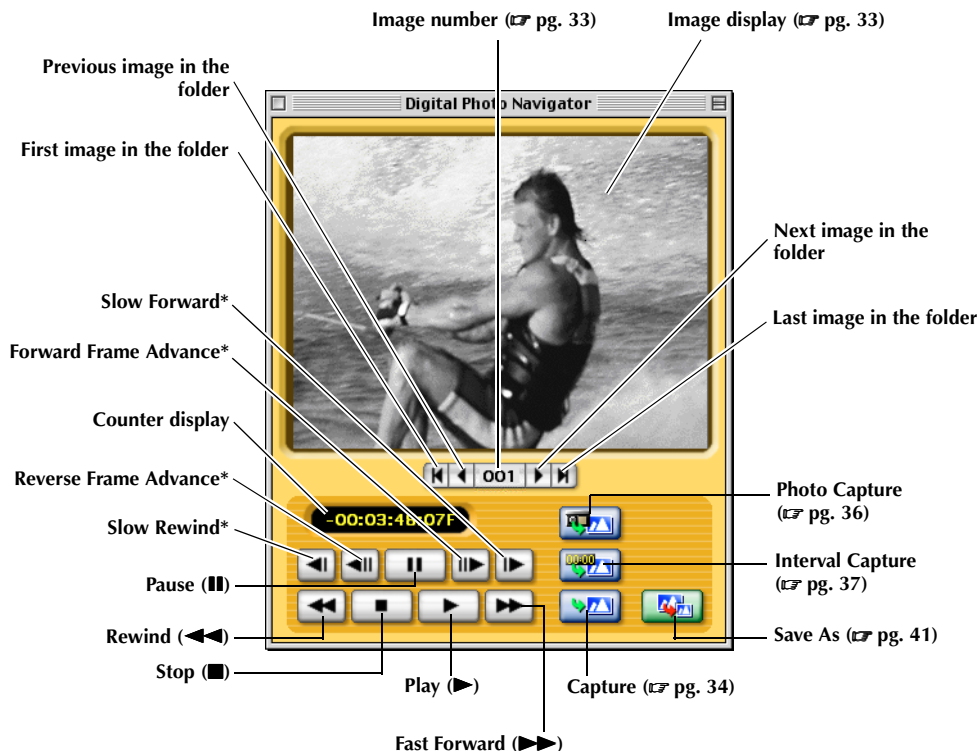 Image number (☞ pg. 33)
Image display (☞ pg. 33)
Previous image in the
folder
First image in the folder
Digital Photo Navigator
Next image in the
folder
Slow Forward*
Last image in the folder
Forward Frame Advance*
Counter display
001
Reverse Frame Advance*
Photo Capture
(☞ pg. 36)
-00:03:48:07F
Slow Rewind*
00:00
Interval Capture
(☞ pg. 37)
Pause (❚❚)
Rewind (◀◀)
Save As (☞ pg. 41)
Stop (■)
Play (▶)
Capture (☞ pg. 34)
Fast Forward (▶▶)